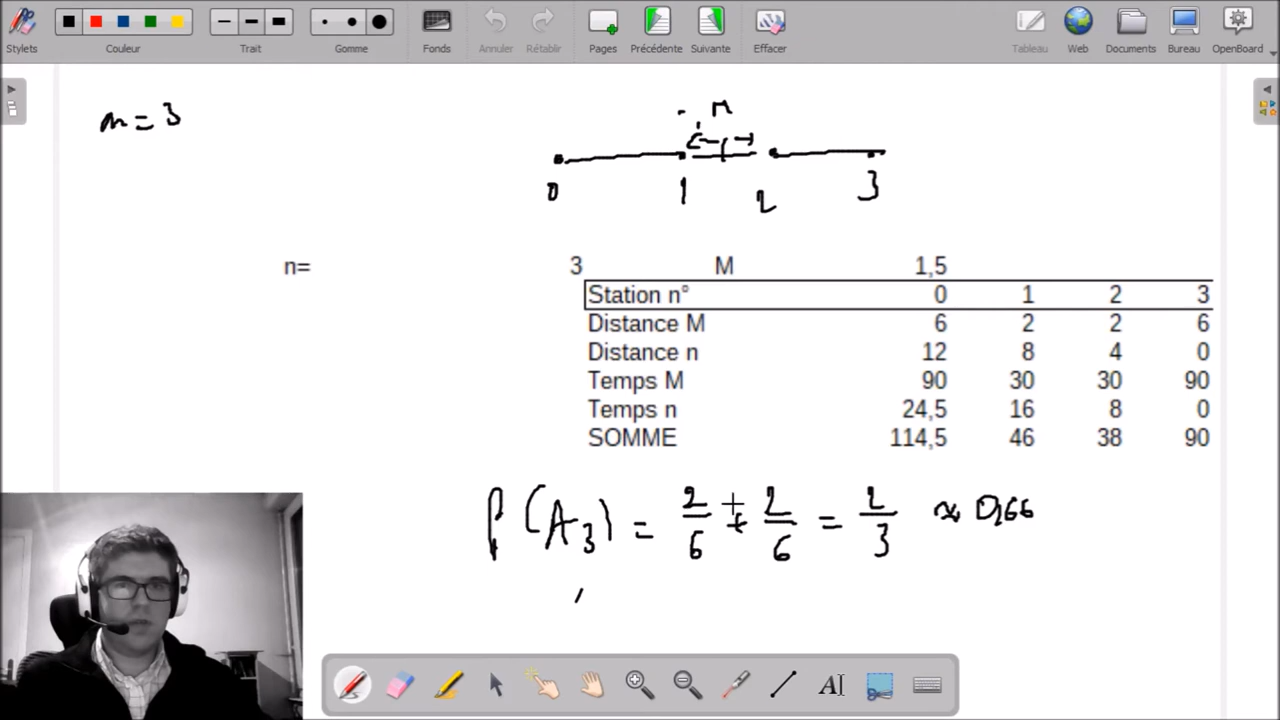 Stylets Couleur Trait Gomme Fonds Annuler Rétablir Pages Précédente Suivante Effacer Tableau Web Documents Bureau OpenBoard
n = 3
M
0 1 2 3
n= 3 M 1,5
Station n° 0 1 2 3
Distance M 6 2 2 6
Distance n 12 8 4 0
Temps M 90 30 30 90
Temps n 24,5 16 8 0
SOMME 114,5 46 38 90
P(A3) = 2/6 + 2/6 = 2/3 ≈ 0,66